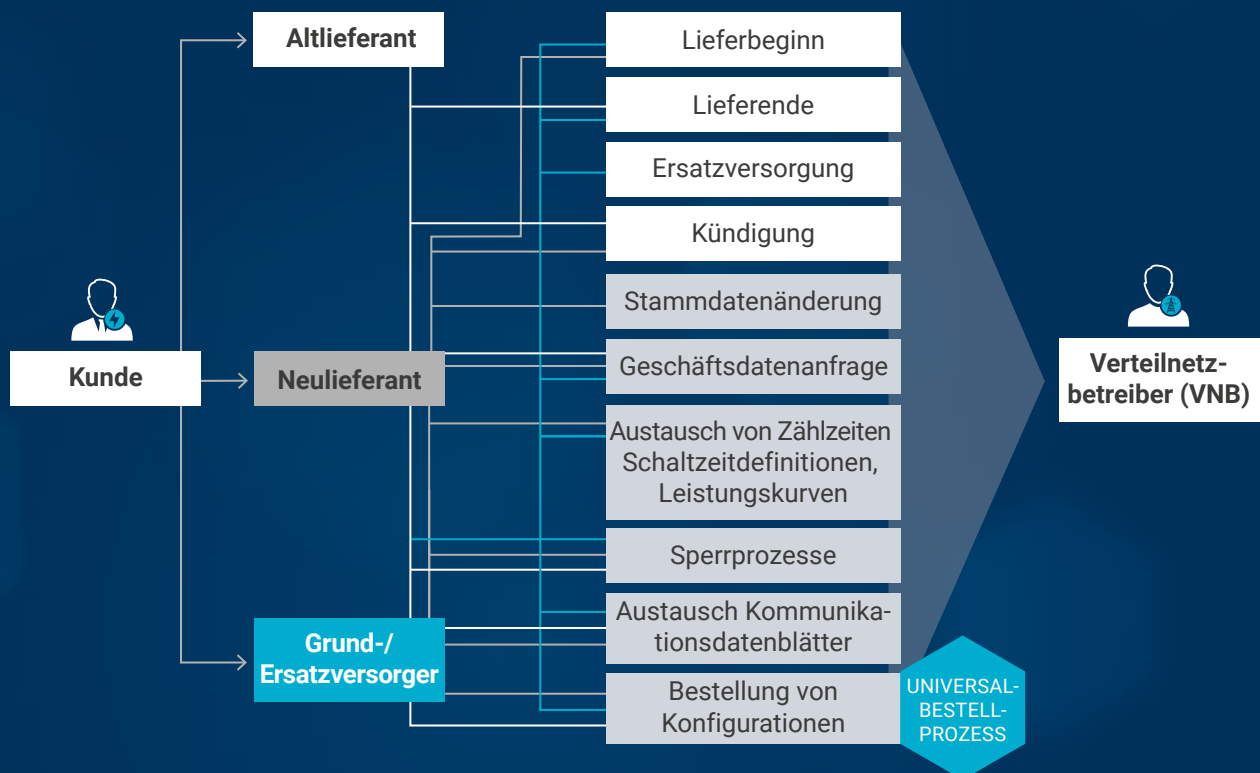 Altlieferant
Lieferbeginn
Lieferende
Ersatzversorgung
Kündigung
Stammdatenänderung
Kunde
Neulieferant
Geschäftsdatenanfrage
Verteilnetz-
betreiber (VNB)
Austausch von Zählzeiten
Schaltzeitdefinitionen,
Leistungskurven
Sperrprozesse
Grund-/
Ersatzversorger
Austausch Kommunika-
tionsdatenblätter
Bestellung von
Konfigurationen
UNIVERSAL-
BESTELL-
PROZESS